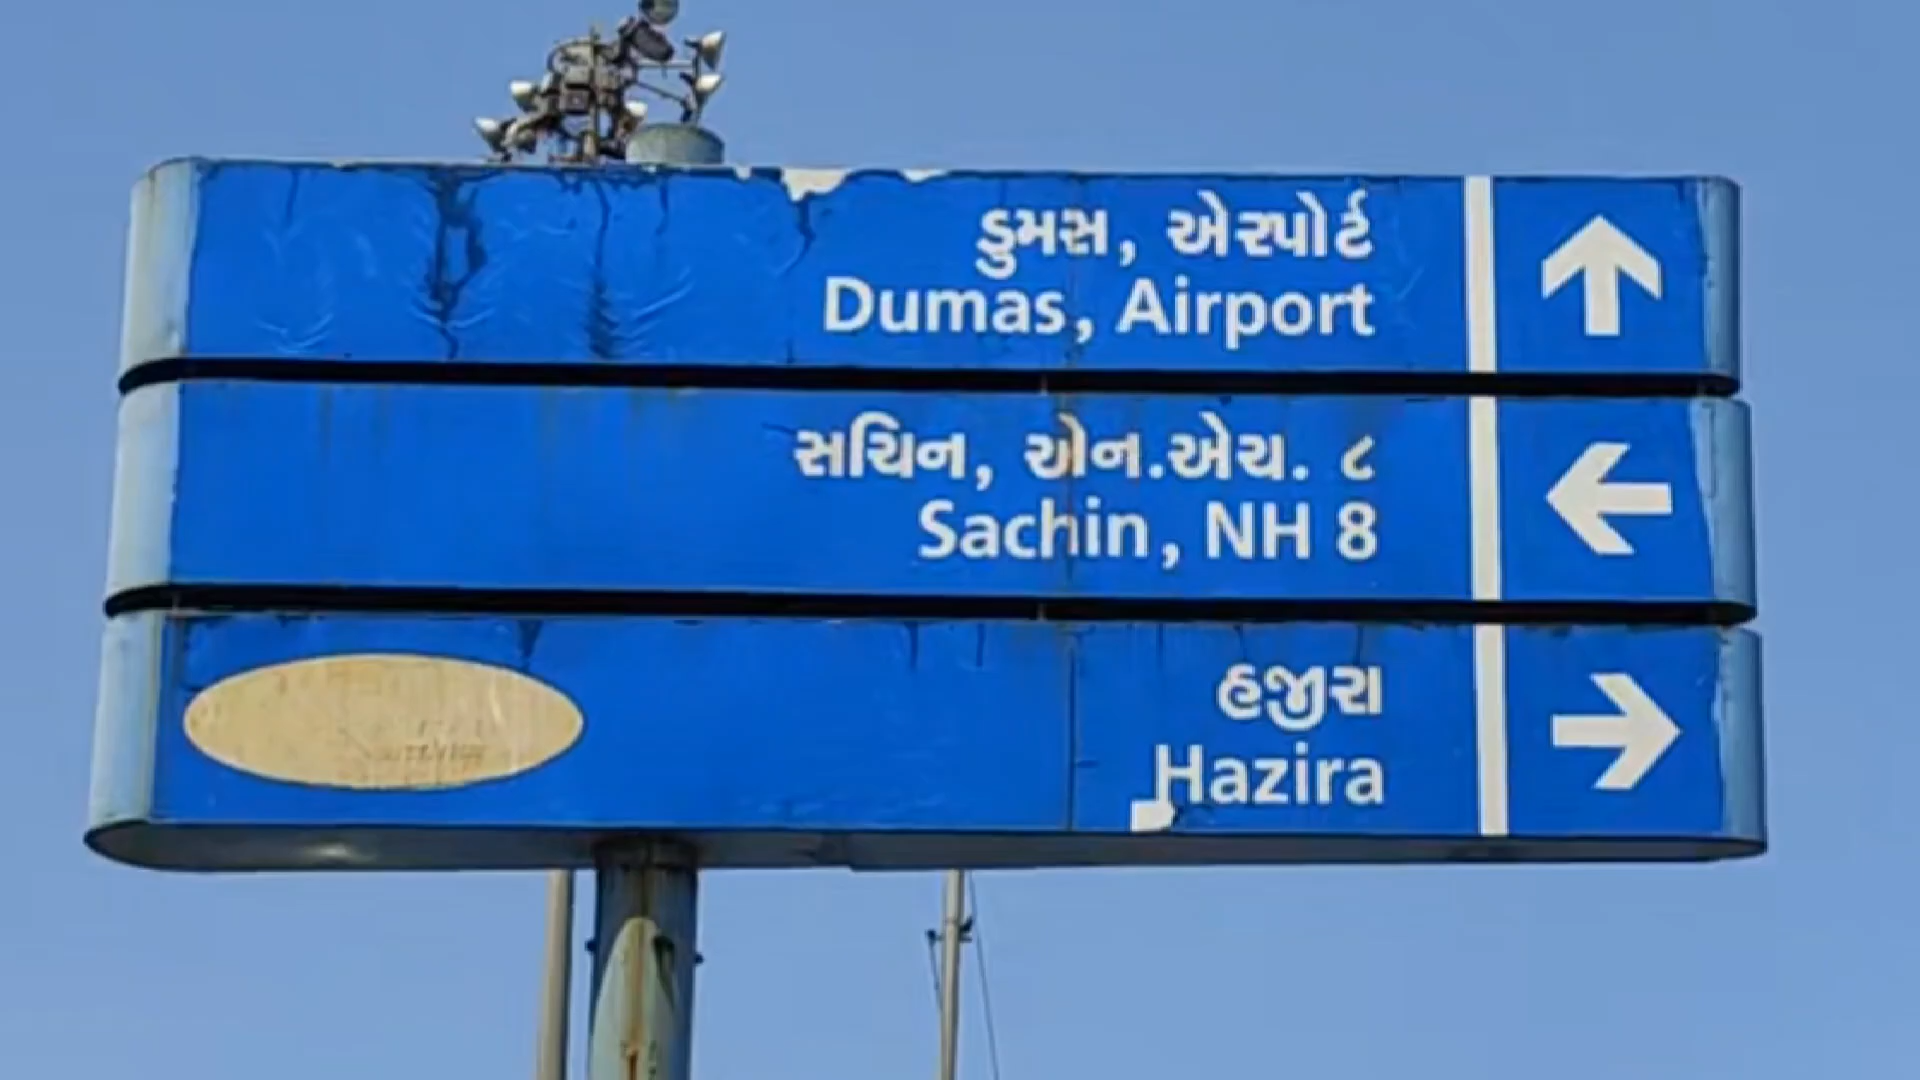 ડુમસ, એરપોર્ટ
Dumas, Airport
સચિન, એન.એચ. ૮
Sachin, NH 8
હજીરા
Hazira